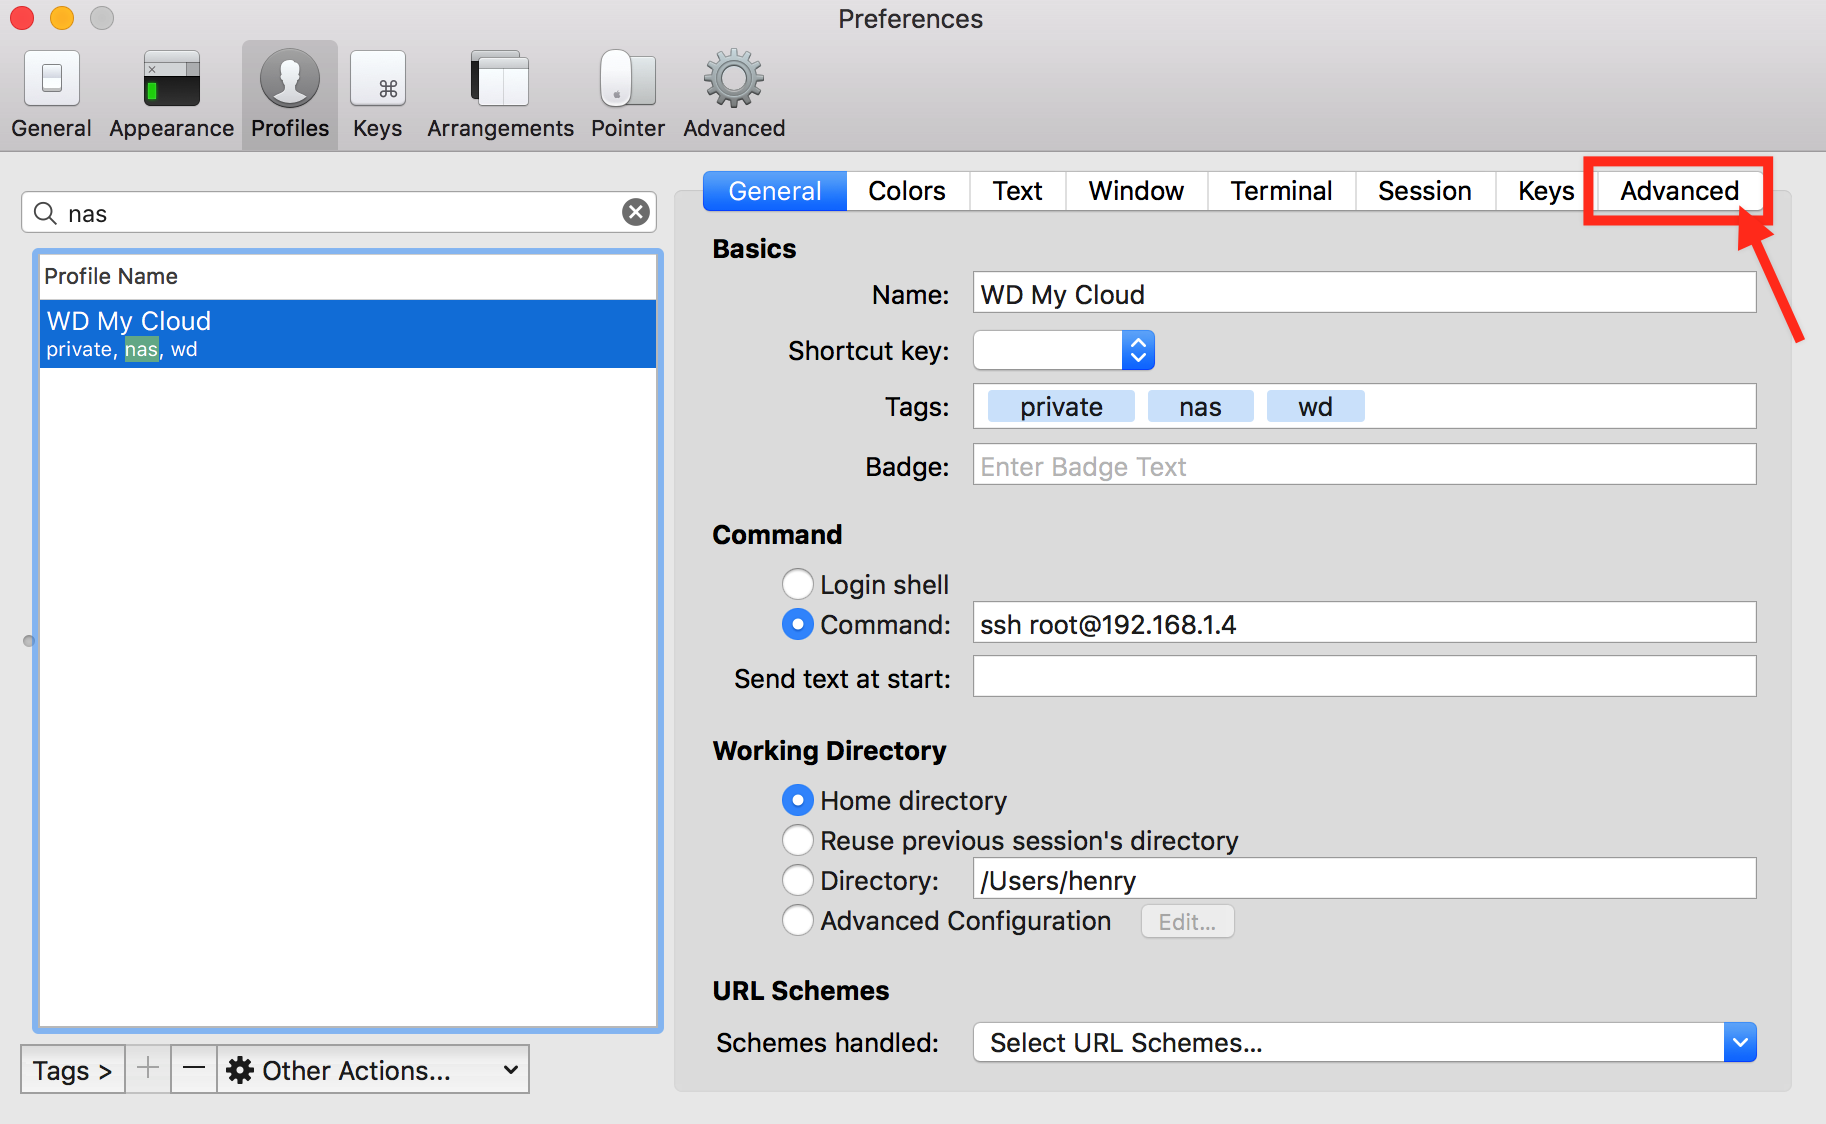 Preferences
General Appearance Profiles Keys Arrangements Pointer Advanced
nas
Profile Name
WD My Cloud
private, nas, wd
Tags > + — Other Actions...
General Colors Text Window Terminal Session Keys Advanced
Basics
Name: WD My Cloud
Shortcut key:
Tags: private nas wd
Badge: Enter Badge Text
Command
Login shell
Command: ssh root@192.168.1.4
Send text at start:
Working Directory
Home directory
Reuse previous session's directory
Directory: /Users/henry
Advanced Configuration Edit...
URL Schemes
Schemes handled: Select URL Schemes...